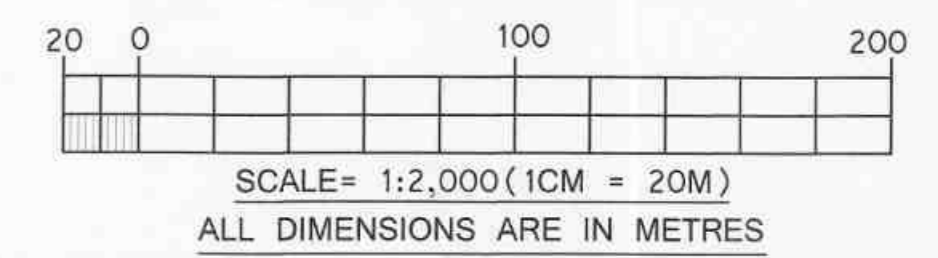 20 0 100 200
SCALE= 1:2,000(1CM = 20M)
ALL DIMENSIONS ARE IN METRES